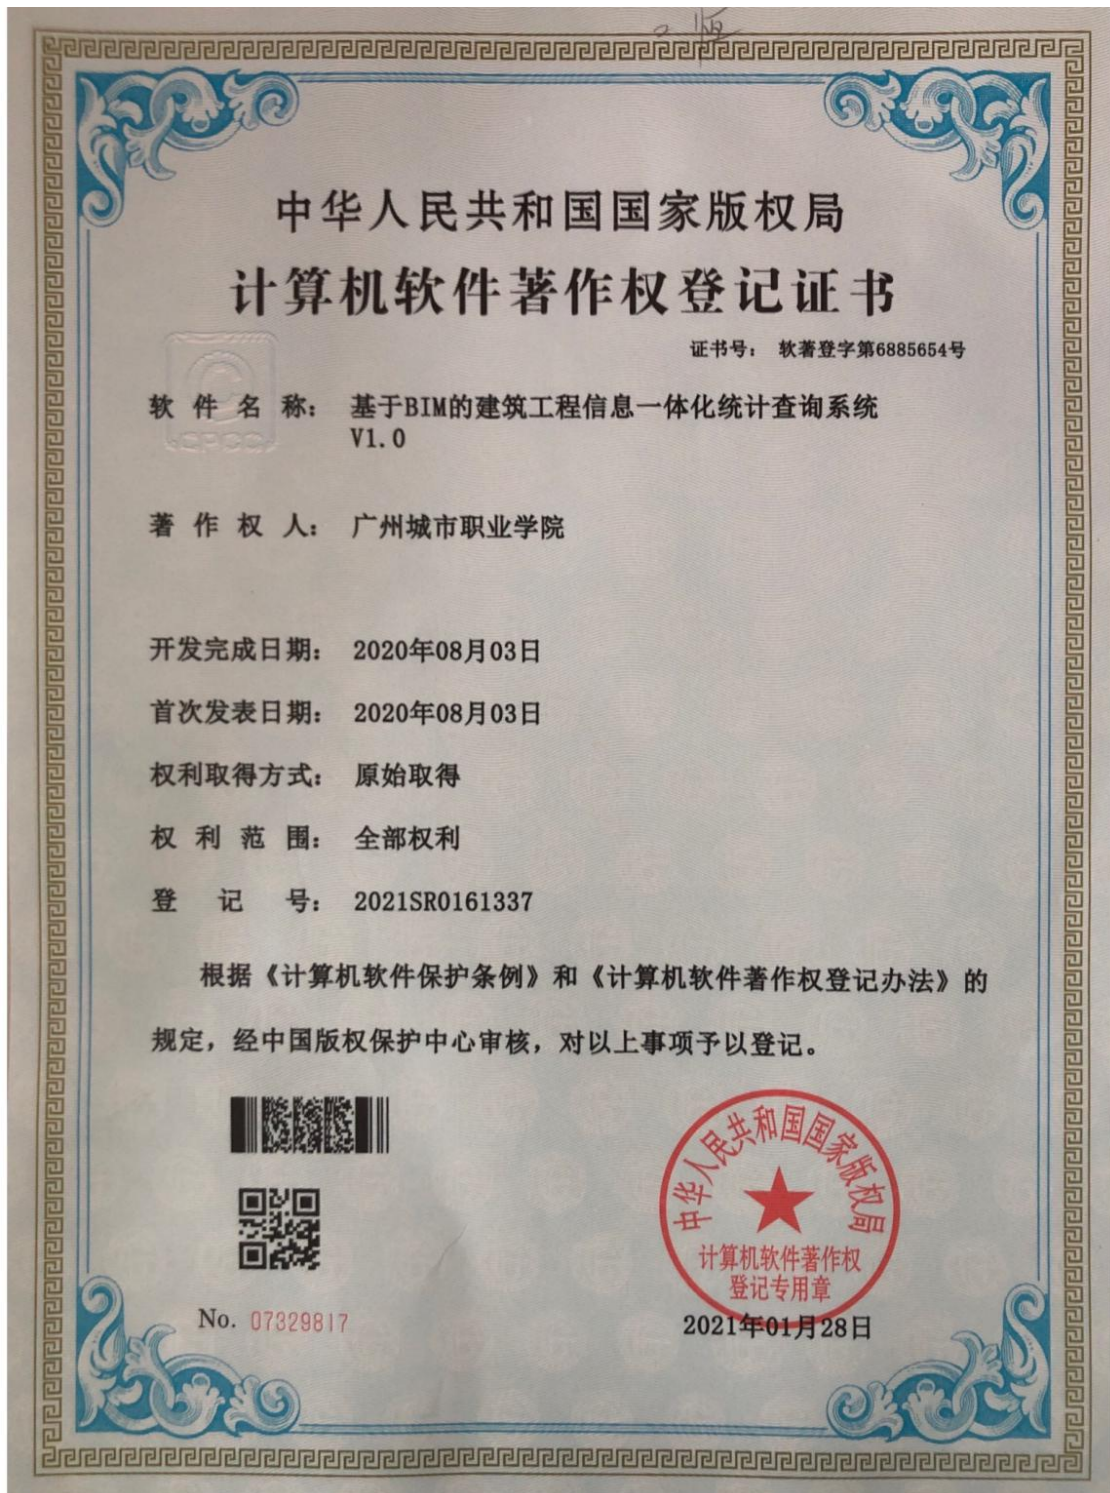 中华人民共和国国家版权局
计算机软件著作权登记证书
证书号： 软著登字第6885654号
CPCC
软件名称： 基于BIM的建筑工程信息一体化统计查询系统
V1.0
著作权人： 广州城市职业学院
开发完成日期： 2020年08月03日
首次发表日期： 2020年08月03日
权利取得方式： 原始取得
权利范围： 全部权利
登记号： 2021SR0161337
根据《计算机软件保护条例》和《计算机软件著作权登记办法》的
规定，经中国版权保护中心审核，对以上事项予以登记。
中华人民共和国国家版权局
计算机软件著作权
登记专用章
No. 07329817
2021年01月28日